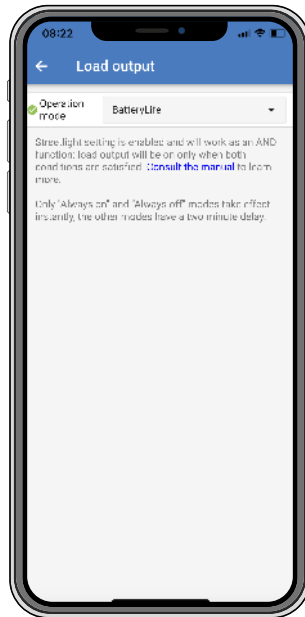 08:22
Load output
Operation
mode
BatteryLife
Streetlight setting is enabled and will work as an AND
function: load output will be on only when both
conditions are satisfied. Consult the manual to learn
more.
Only "Always on" and "Always off" modes take effect
instantly, the other modes have a two minute delay.